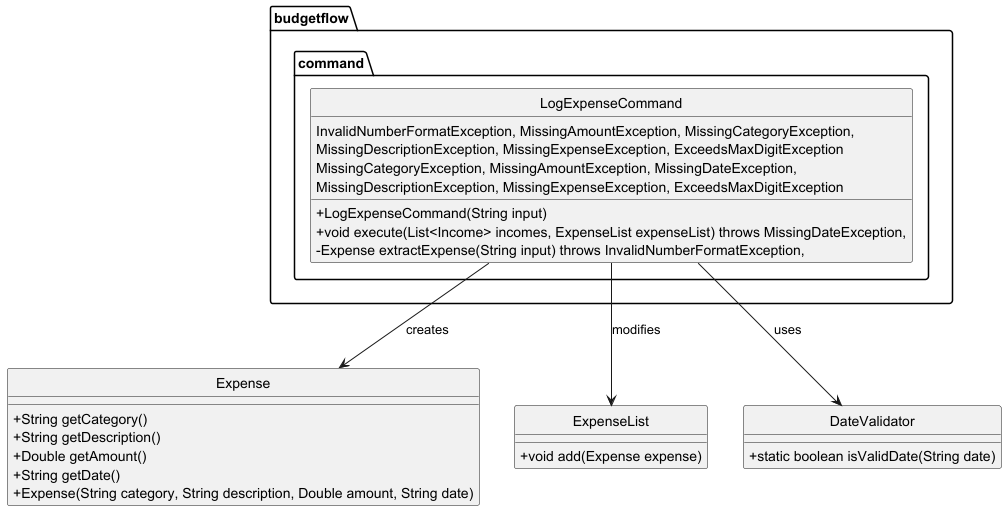 budgetflow
command
LogExpenseCommand
InvalidNumberFormatException, MissingAmountException, MissingCategoryException,
MissingDescriptionException, MissingExpenseException, ExceedsMaxDigitException
MissingCategoryException, MissingAmountException, MissingDateException,
MissingDescriptionException, MissingExpenseException, ExceedsMaxDigitException
+LogExpenseCommand(String input)
+void execute(List<Income> incomes, ExpenseList expenseList) throws MissingDateException,
-Expense extractExpense(String input) throws InvalidNumberFormatException,
creates
modifies
uses
Expense
+String getCategory()
+String getDescription()
+Double getAmount()
+String getDate()
+Expense(String category, String description, Double amount, String date)
ExpenseList
+void add(Expense expense)
DateValidator
+static boolean isValidDate(String date)